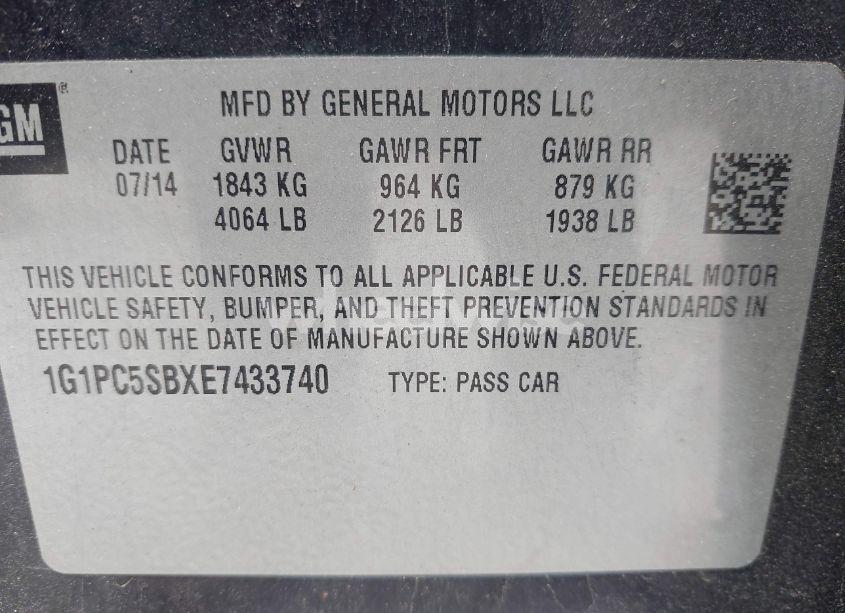 GM®
MFD BY GENERAL MOTORS LLC
DATE GVWR GAWR FRT GAWR RR
07/14 1843 KG 964 KG 879 KG
4064 LB 2126 LB 1938 LB
THIS VEHICLE CONFORMS TO ALL APPLICABLE U.S. FEDERAL MOTOR
VEHICLE SAFETY, BUMPER, AND THEFT PREVENTION STANDARDS IN
EFFECT ON THE DATE OF MANUFACTURE SHOWN ABOVE.
1G1PC5SBXE7433740 TYPE: PASS CAR